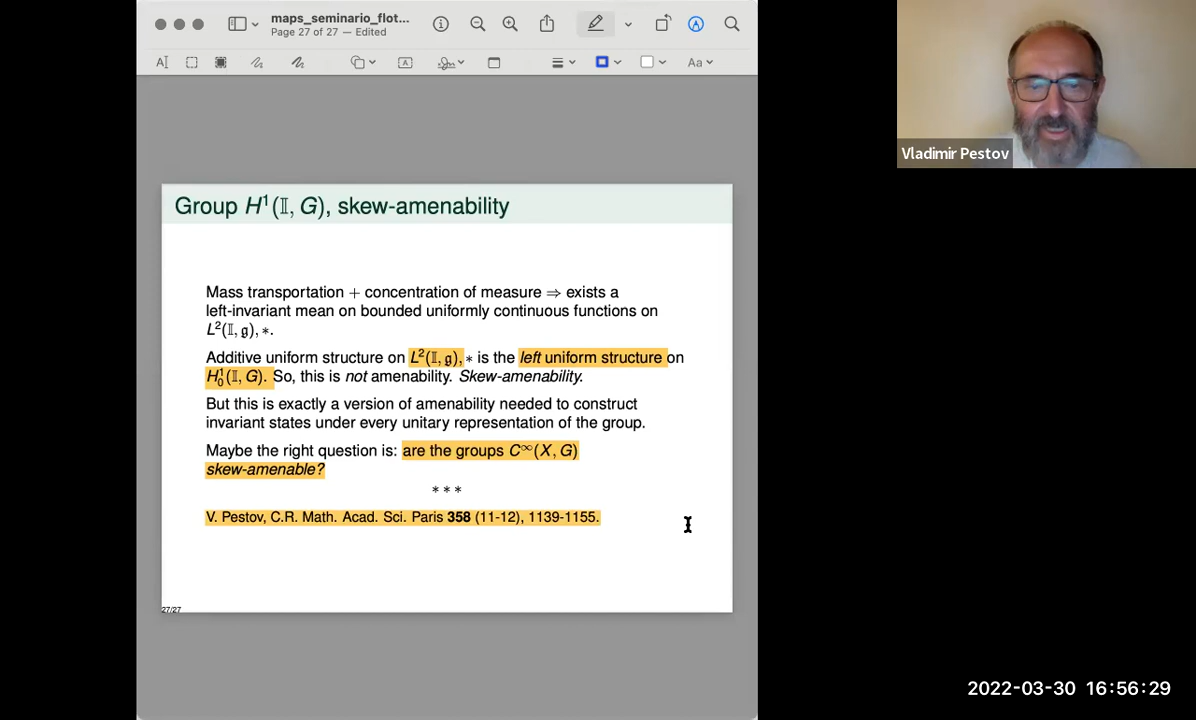 maps_seminario_flot...
Page 27 of 27 — Edited
Aa
Vladimir Pestov
Group H¹(𝕀, G), skew-amenability
Mass transportation + concentration of measure ⇒ exists a
left-invariant mean on bounded uniformly continuous functions on
L²(𝕀, 𝔤), *.
Additive uniform structure on L²(𝕀, 𝔤), * is the left uniform structure on
H¹₀(𝕀, G). So, this is not amenability. Skew-amenability.
But this is exactly a version of amenability needed to construct
invariant states under every unitary representation of the group.
Maybe the right question is: are the groups C^∞(X, G)
skew-amenable?
* * *
V. Pestov, C.R. Math. Acad. Sci. Paris 358 (11-12), 1139-1155.
27/27
2022-03-30 16:56:29